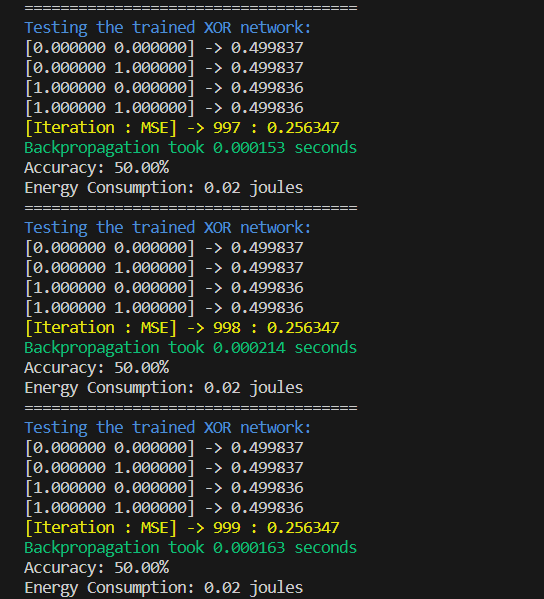 =====================================
Testing the trained XOR network:
[0.000000 0.000000] -> 0.499837
[0.000000 1.000000] -> 0.499837
[1.000000 0.000000] -> 0.499836
[1.000000 1.000000] -> 0.499836
[Iteration : MSE] -> 997 : 0.256347
Backpropagation took 0.000153 seconds
Accuracy: 50.00%
Energy Consumption: 0.02 joules
=====================================
Testing the trained XOR network:
[0.000000 0.000000] -> 0.499837
[0.000000 1.000000] -> 0.499837
[1.000000 0.000000] -> 0.499836
[1.000000 1.000000] -> 0.499836
[Iteration : MSE] -> 998 : 0.256347
Backpropagation took 0.000214 seconds
Accuracy: 50.00%
Energy Consumption: 0.02 joules
=====================================
Testing the trained XOR network:
[0.000000 0.000000] -> 0.499837
[0.000000 1.000000] -> 0.499837
[1.000000 0.000000] -> 0.499836
[1.000000 1.000000] -> 0.499836
[Iteration : MSE] -> 999 : 0.256347
Backpropagation took 0.000163 seconds
Accuracy: 50.00%
Energy Consumption: 0.02 joules